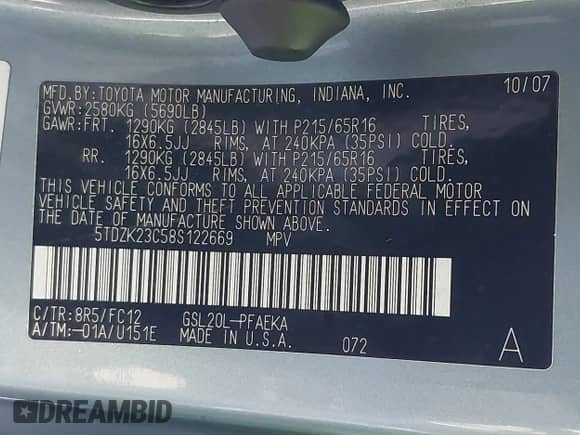 MFD.BY:TOYOTA MOTOR MANUFACTURING, INDIANA, INC. 10/07
GVWR: 2580KG (5690LB)
GAWR:FRT. 1290KG (2845LB) WITH P215/65R16 TIRES,
16X6.5JJ RIMS, AT 240KPA (35PSI) COLD.
RR. 1290KG (2845LB) WITH P215/65R16 TIRES,
16X6.5JJ RIMS, AT 240KPA (35PSI) COLD.
THIS VEHICLE CONFORMS TO ALL APPLICABLE FEDERAL MOTOR
VEHICLE SAFETY AND THEFT PREVENTION STANDARDS IN EFFECT ON
THE DATE OF MANUFACTURE SHOWN ABOVE.
5TDZK23C58S122669 MPV
C/TR: 8R5/FC12 GSL20L-PFAEKA
A/TM:-01A/U151E MADE IN U.S.A. 072 A
DREAMBID